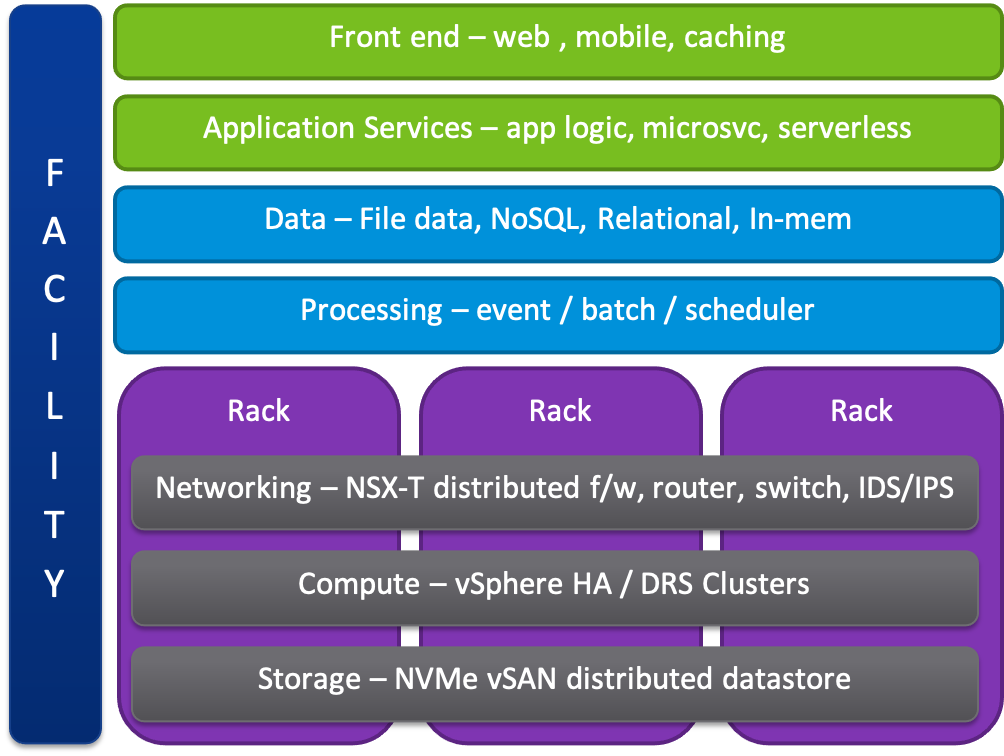 FACILITY
Front end – web , mobile, caching
Application Services – app logic, microsvc, serverless
Data – File data, NoSQL, Relational, In-mem
Processing – event / batch / scheduler
Rack
Rack
Rack
Networking – NSX-T distributed f/w, router, switch, IDS/IPS
Compute – vSphere HA / DRS Clusters
Storage – NVMe vSAN distributed datastore